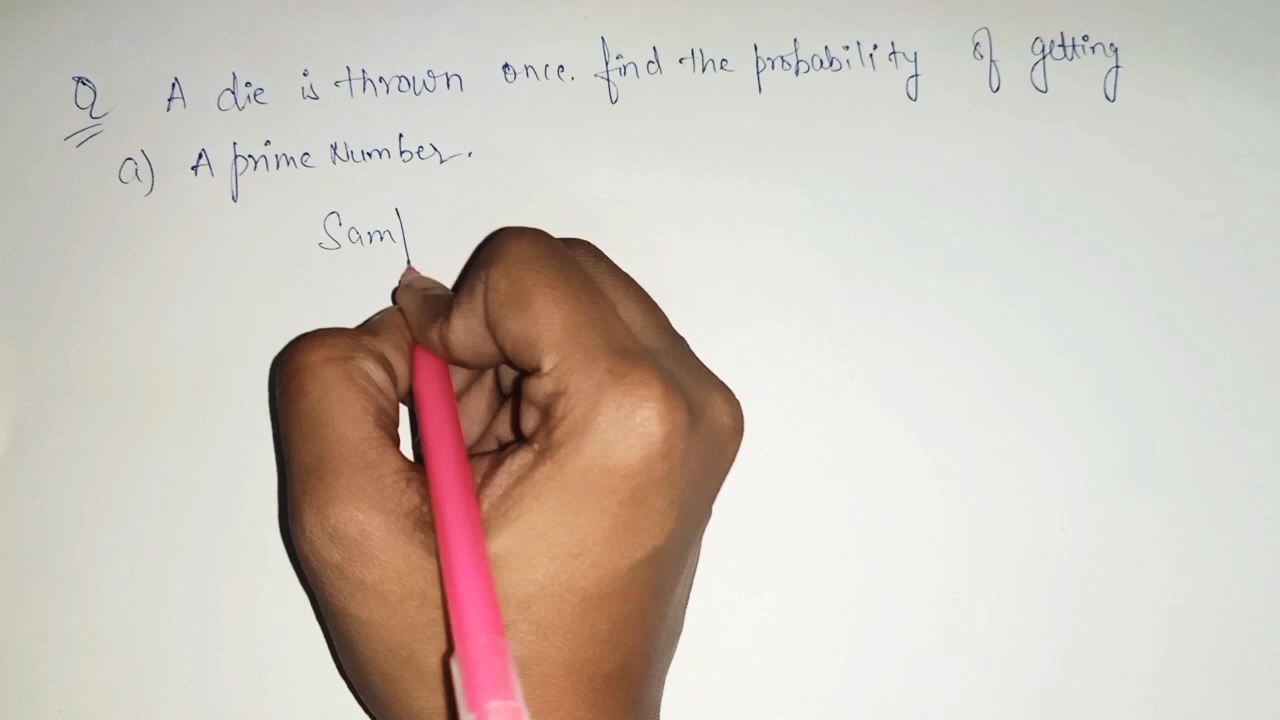 Q A die is thrown once. find the probability of getting
a) A prime Number.
Sam